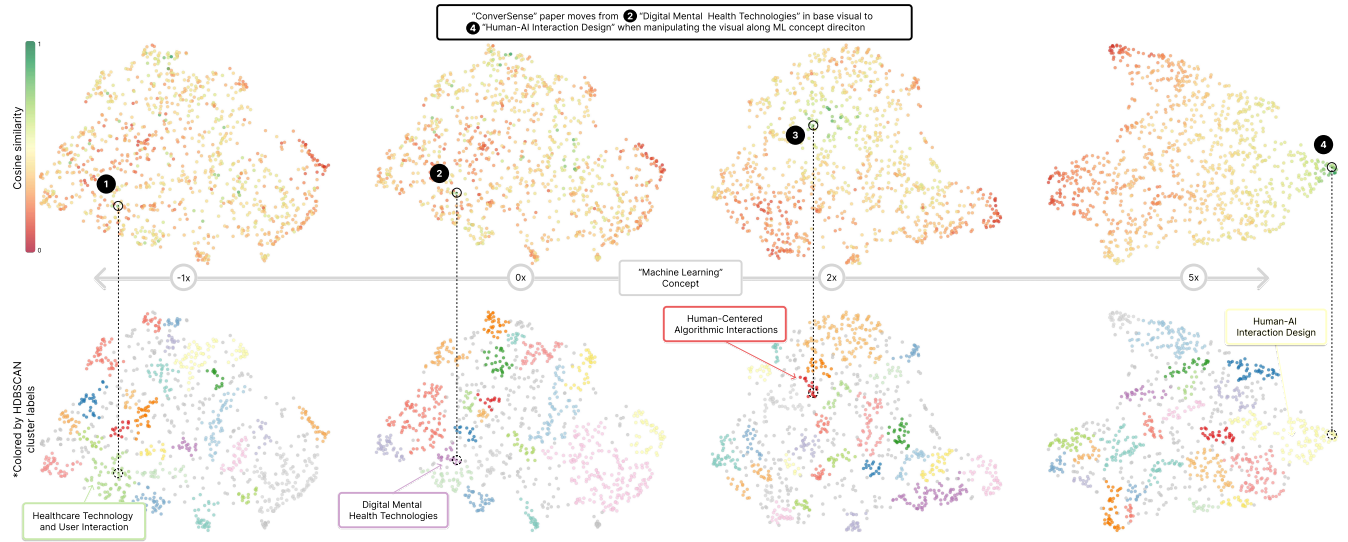 "ConverSense" paper moves from 2 "Digital Mental Health Technologies" in base visual to
4 "Human-AI Interaction Design" when manipulating the visual along ML concept direciton
1
Cosine similarity
0
1
2
3
4
-1x
0x
"Machine Learning"
Concept
2x
5x
*Colored by HDBSCAN
cluster labels
Healthcare Technology
and User Interaction
Digital Mental
Health Technologies
Human-Centered
Algorithmic Interactions
Human-AI
Interaction Design